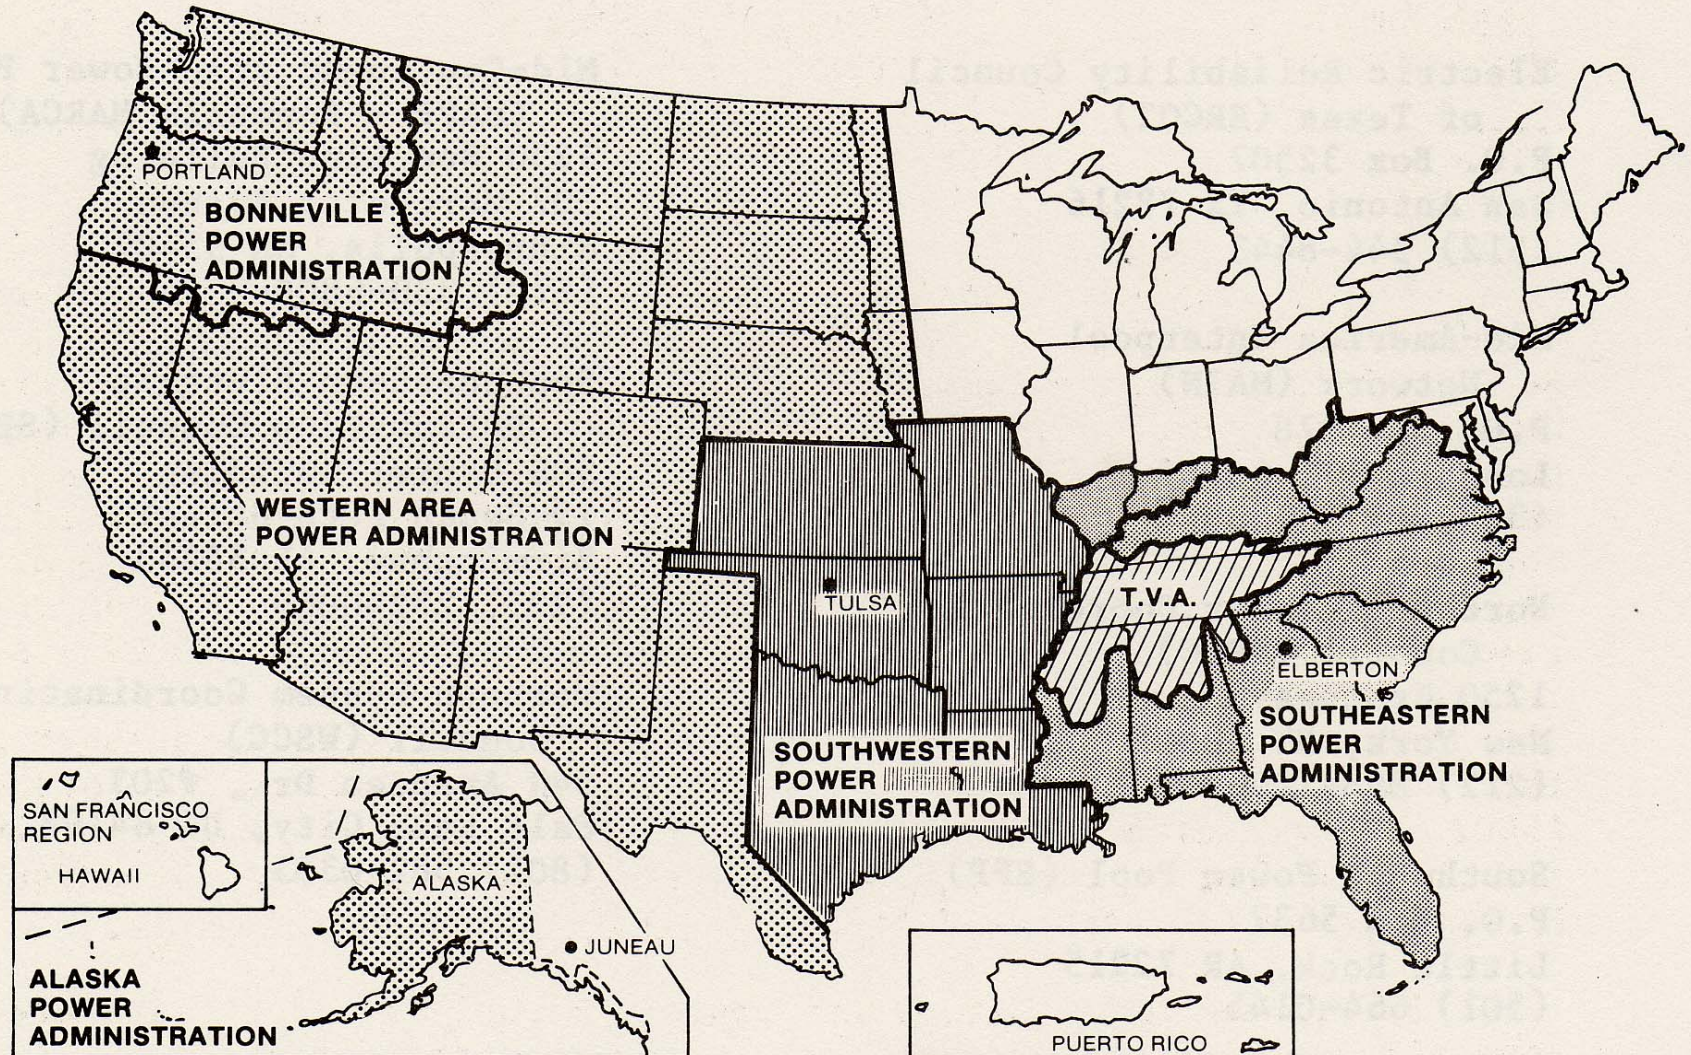 PORTLAND
BONNEVILLE
POWER
ADMINISTRATION
WESTERN AREA
POWER ADMINISTRATION
TULSA
T.V.A.
ELBERTON
SOUTHWESTERN
POWER
ADMINISTRATION
SOUTHEASTERN
POWER
ADMINISTRATION
SAN FRANCISCO
REGION
HAWAII
ALASKA
JUNEAU
ALASKA
POWER
ADMINISTRATION
PUERTO RICO